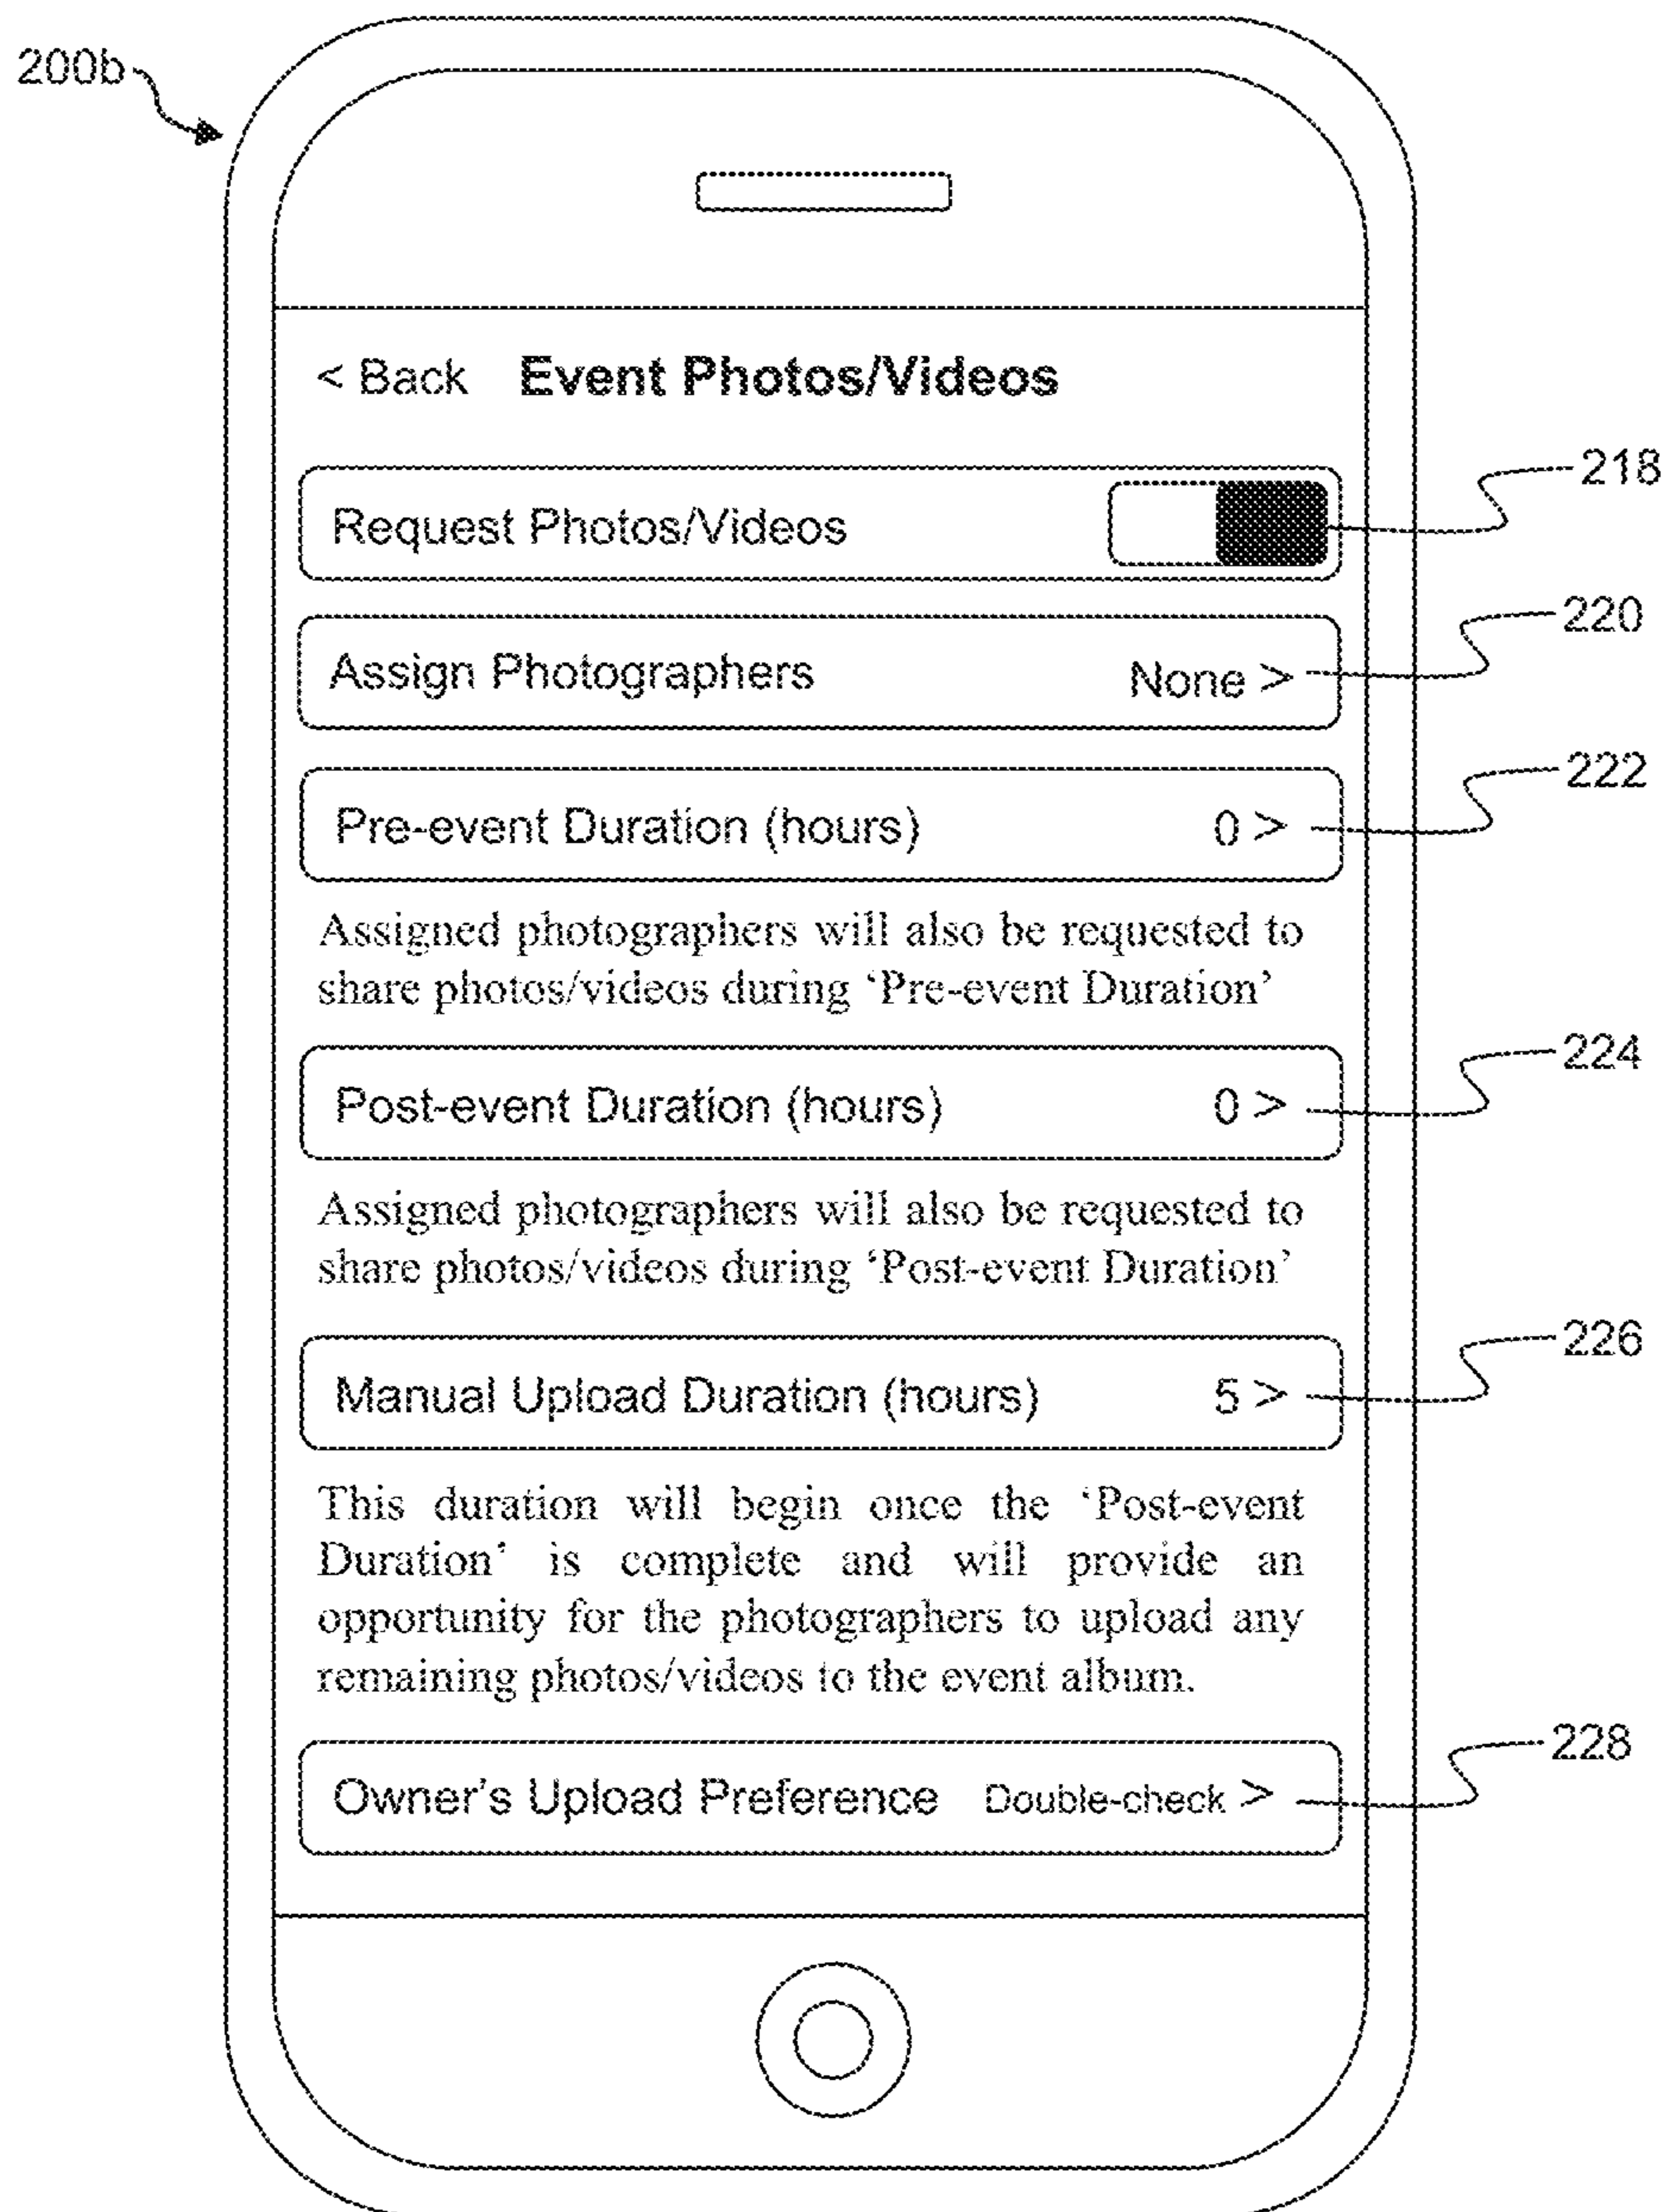 200b
< Back Event Photos/Videos
Request Photos/Videos
218
Assign Photographers None >
220
Pre-event Duration (hours) 0 >
222
Assigned photographers will also be requested to
share photos/videos during ‘Pre-event Duration’
Post-event Duration (hours) 0 >
224
Assigned photographers will also be requested to
share photos/videos during ‘Post-event Duration’
Manual Upload Duration (hours) 5 >
226
This duration will begin once the ‘Post-event
Duration’ is complete and will provide an
opportunity for the photographers to upload any
remaining photos/videos to the event album.
Owner’s Upload Preference Double-check >
228